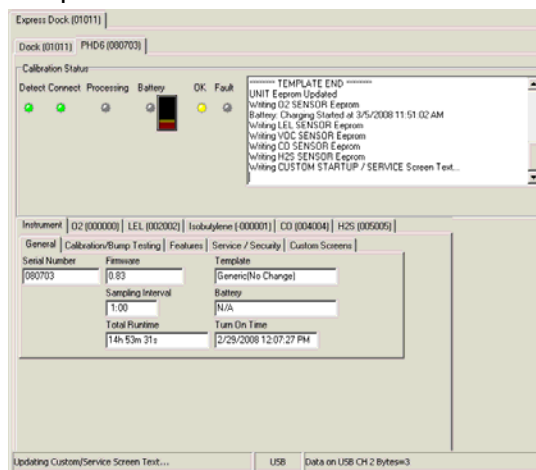 Express Dock (01011)
Dock (01011) PHD6 (080703)
Calibration Status
Detect Connect Processing Battery OK Fault
******** TEMPLATE END ********
UNIT Eeprom Updated
Writing O2 SENSOR Eeprom
Battery: Charging Started at 3/5/2008 11:51:02 AM
Writing LEL SENSOR Eeprom
Writing VOC SENSOR Eeprom
Writing CO SENSOR Eeprom
Writing H2S SENSOR Eeprom
Writing CUSTOM STARTUP / SERVICE Screen Text...
Instrument O2 (000000) LEL (002002) Isobutylene (-000001) CO (004004) H2S (005005)
General Calibration/Bump Testing Features Service / Security Custom Screens
Serial Number Firmware Template
080703 0.83 Generic(No Change)
Sampling Interval Battery
1:00 N/A
Total Runtime Turn On Time
14h 53m 31s 2/29/2008 12:07:27 PM
Updating Custom/Service Screen Text... USB Data on USB CH 2 Bytes=3